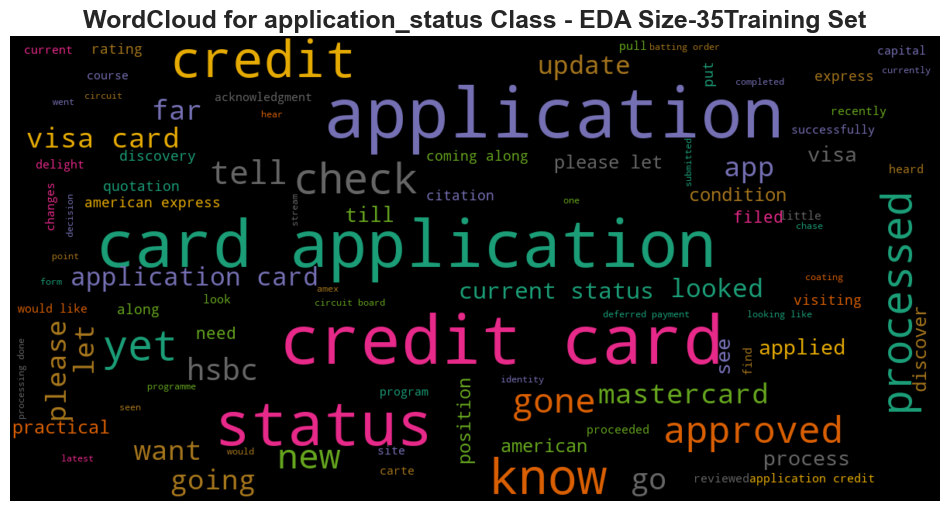 WordCloud for application_status Class - EDA Size-35Training Set
current
rating
credit
pull
batting order
capital
update
put
course
express
currently
completed
went
circuit
acknowledgment
far
hear
application
recently
successfully
visa card
discovery
delight
tell
check
coming along
please let
app
visa
heard
quotation
changes
american express
decision
citation
submitted
condition
stream
till
one
filed
little
chase
processed
card application
point
form
application card
current status
looked
coating
amex
would like
along
look
circuit board
visiting
deferred payment
looking like
yet
need
credit card
see
applied
find
discover
please
let
hsbc
processing done
programme
program
identity
mastercard
seen
gone
position
practical
status
proceeded
approved
want
would
new
site
american
latest
carte
process
going
know
go
reviewed
application credit